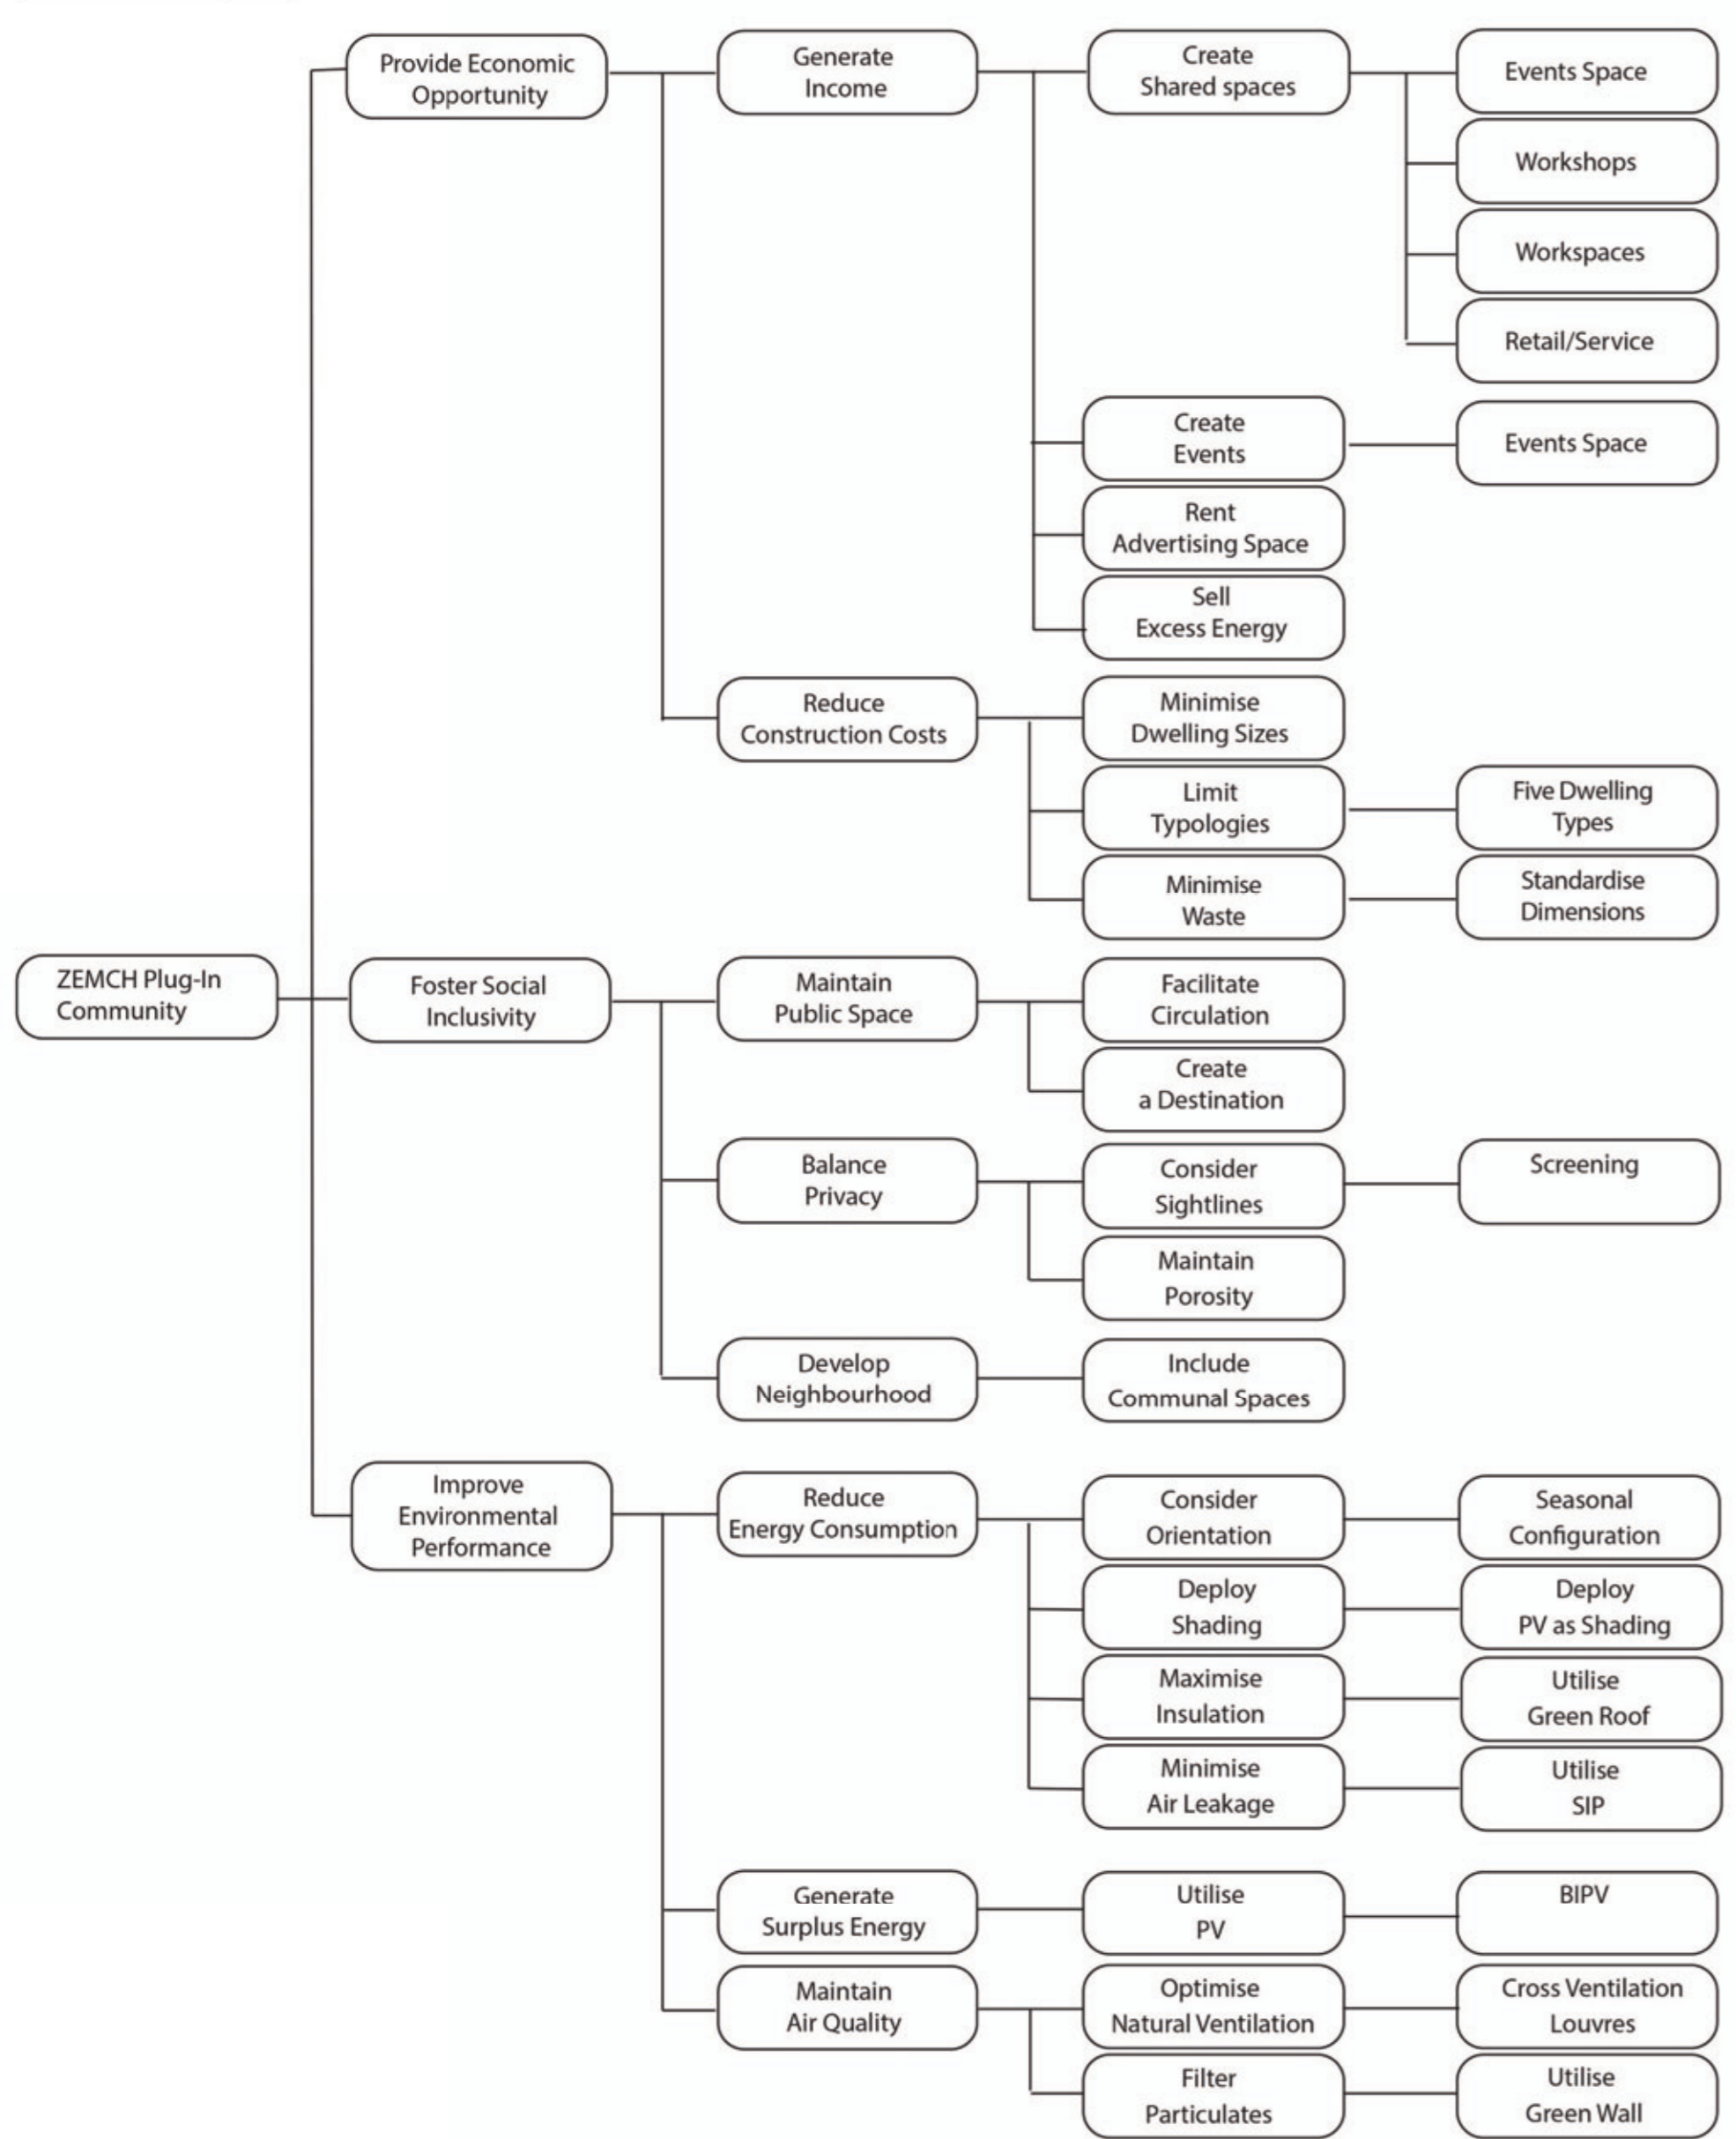 Provide Economic
Opportunity
Generate
Income
Create
Shared spaces
Events Space
Workshops
Workspaces
Retail/Service
Create
Events
Events Space
Rent
Advertising Space
Sell
Excess Energy
Reduce
Construction Costs
Minimise
Dwelling Sizes
Limit
Typologies
Five Dwelling
Types
Minimise
Waste
Standardise
Dimensions
ZEMCH Plug-In
Community
Foster Social
Inclusivity
Maintain
Public Space
Facilitate
Circulation
Create
a Destination
Balance
Privacy
Consider
Sightlines
Screening
Maintain
Porosity
Develop
Neighbourhood
Include
Communal Spaces
Improve
Environmental
Performance
Reduce
Energy Consumption
Consider
Orientation
Seasonal
Configuration
Deploy
Shading
Deploy
PV as Shading
Maximise
Insulation
Utilise
Green Roof
Minimise
Air Leakage
Utilise
SIP
Generate
Surplus Energy
Utilise
PV
BIPV
Maintain
Air Quality
Optimise
Natural Ventilation
Cross Ventilation
Louvres
Filter
Particulates
Utilise
Green Wall